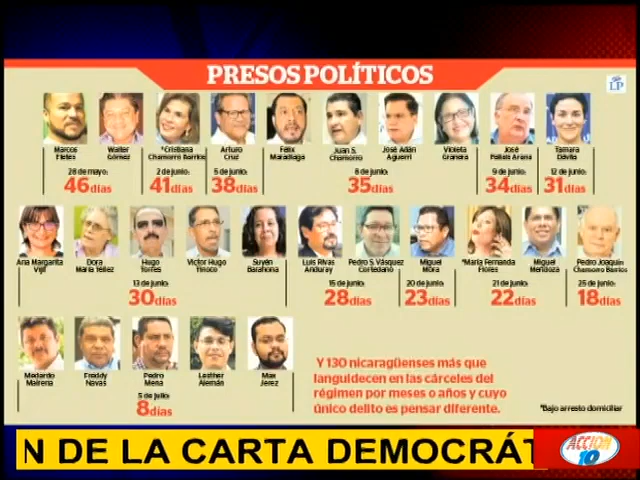 PRESOS POLÍTICOS
LP
Marcos Fletes
Walter Gómez
*Cristiana Chamorro Barrios
Arturo Cruz
Félix Maradiaga
Juan S. Chamorro
José Adán Aguerri
Violeta Granera
José Pallais Arana
Tamara Dávila
28 de mayo:
46 días
2 de junio:
41 días
5 de junio:
38 días
8 de junio:
35 días
9 de junio:
34 días
12 de junio:
31 días
Ana Margarita Vijil
Dora María Téllez
Hugo Torres
Víctor Hugo Tinoco
Suyén Barahona
Luis Rivas Anduray
Pedro S. Vásquez Cortedano
Miguel Mora
*María Fernanda Flores
Miguel Mendoza
Pedro Joaquín Chamorro Barrios
13 de junio:
30 días
15 de junio:
28 días
20 de junio:
23 días
21 de junio:
22 días
25 de junio:
18 días
Medardo Mairena
Freddy Navas
Pedro Mena
Lesther Alemán
Max Jerez
5 de julio:
8 días
Y 130 nicaragüenses más que
languidecen en las cárceles del
régimen por meses o años y cuyo
único delito es pensar diferente.
*Bajo arresto domiciliar
N DE LA CARTA DEMOCRÁT
ACCION
10